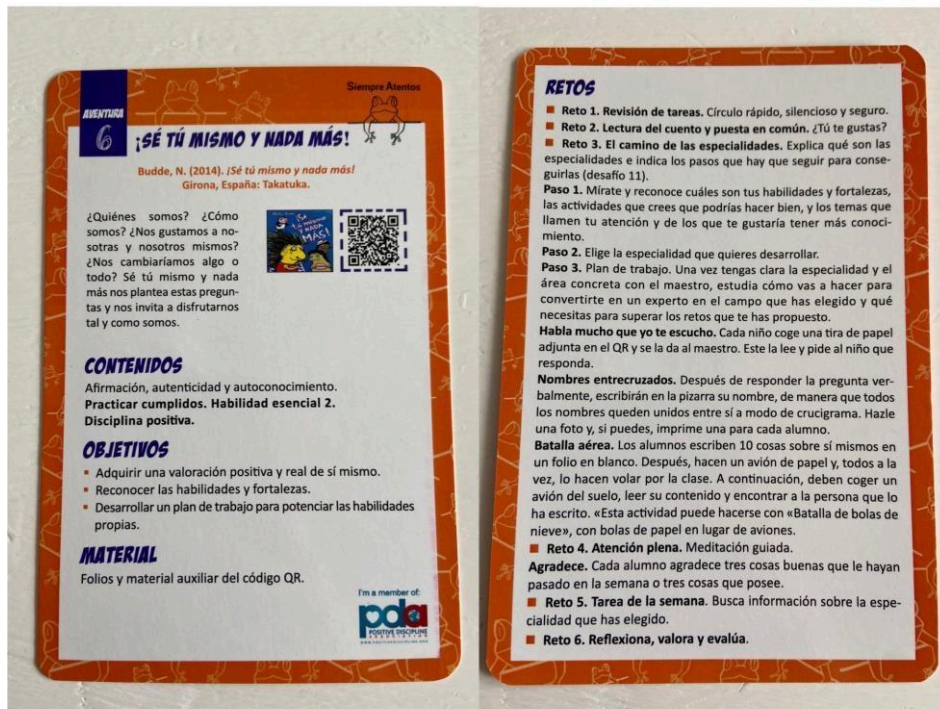 Siempre Atentos
AVENTURA
6
¡SÉ TÚ MISMO Y NADA MÁS!
Budde, N. (2014). ¡Sé tú mismo y nada más!
Girona, España: Takatuka.
¿Quiénes somos? ¿Cómo
somos? ¿Nos gustamos a no-
sotras y nosotros mismos?
¿Nos cambiaríamos algo o
todo? Sé tú mismo y nada
más nos plantea estas pregun-
tas y nos invita a disfrutarnos
tal y como somos.
¡SÉ
TÚ MISMO
Y NADA
MÁS!
CONTENIDOS
Afirmación, autenticidad y autoconocimiento.
Practicar cumplidos. Habilidad esencial 2.
Disciplina positiva.
OBJETIVOS
▪ Adquirir una valoración positiva y real de sí mismo.
▪ Reconocer las habilidades y fortalezas.
▪ Desarrollar un plan de trabajo para potenciar las habilidades
propias.
MATERIAL
Folios y material auxiliar del código QR.
I'm a member of:
pda
POSITIVE DISCIPLINE
ASSOCIATION
WWW.POSITIVEDISCIPLINE.ORG
RETOS
■ Reto 1. Revisión de tareas. Círculo rápido, silencioso y seguro.
■ Reto 2. Lectura del cuento y puesta en común. ¿Tú te gustas?
■ Reto 3. El camino de las especialidades. Explica qué son las
especialidades e indica los pasos que hay que seguir para conse-
guirlas (desafío 11).
Paso 1. Mírate y reconoce cuáles son tus habilidades y fortalezas,
las actividades que crees que podrías hacer bien, y los temas que
llamen tu atención y de los que te gustaría tener más conoci-
miento.
Paso 2. Elige la especialidad que quieres desarrollar.
Paso 3. Plan de trabajo. Una vez tengas clara la especialidad y el
área concreta con el maestro, estudia cómo vas a hacer para
convertirte en un experto en el campo que has elegido y qué
necesitas para superar los retos que te has propuesto.
Habla mucho que yo te escucho. Cada niño coge una tira de papel
adjunta en el QR y se la da al maestro. Este la lee y pide al niño que
responda.
Nombres entrecruzados. Después de responder la pregunta ver-
balmente, escribirán en la pizarra su nombre, de manera que todos
los nombres queden unidos entre sí a modo de crucigrama. Hazle
una foto y, si puedes, imprime una para cada alumno.
Batalla aérea. Los alumnos escriben 10 cosas sobre sí mismos en
un folio en blanco. Después, hacen un avión de papel y, todos a la
vez, lo hacen volar por la clase. A continuación, deben coger un
avión del suelo, leer su contenido y encontrar a la persona que lo
ha escrito. «Esta actividad puede hacerse con «Batalla de bolas de
nieve», con bolas de papel en lugar de aviones.
■ Reto 4. Atención plena. Meditación guiada.
Agradece. Cada alumno agradece tres cosas buenas que le hayan
pasado en la semana o tres cosas que posee.
■ Reto 5. Tarea de la semana. Busca información sobre la espe-
cialidad que has elegido.
■ Reto 6. Reflexiona, valora y evalúa.